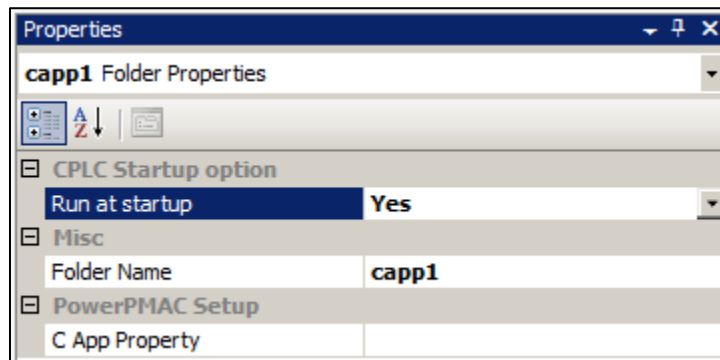 Properties
capp1 Folder Properties
A
Z
CPLC Startup option
Run at startup Yes
Misc
Folder Name capp1
PowerPMAC Setup
C App Property